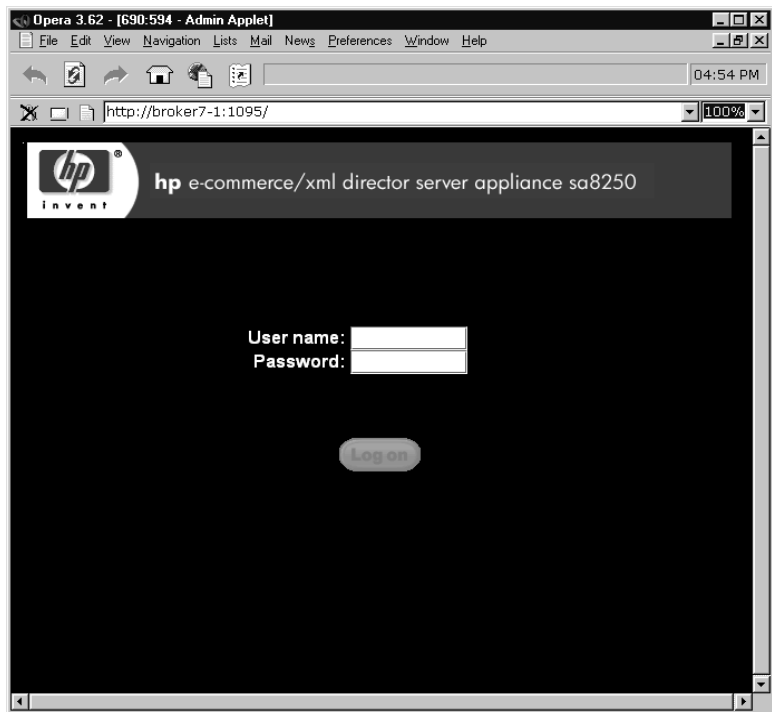 Opera 3.62 - [690:594 - Admin Applet]
File Edit View Navigation Lists Mail News Preferences Window Help
04:54 PM
http://broker7-1:1095/ 100%
hp®
invent
hp e-commerce/xml director server appliance sa8250
User name:
Password:
Log on